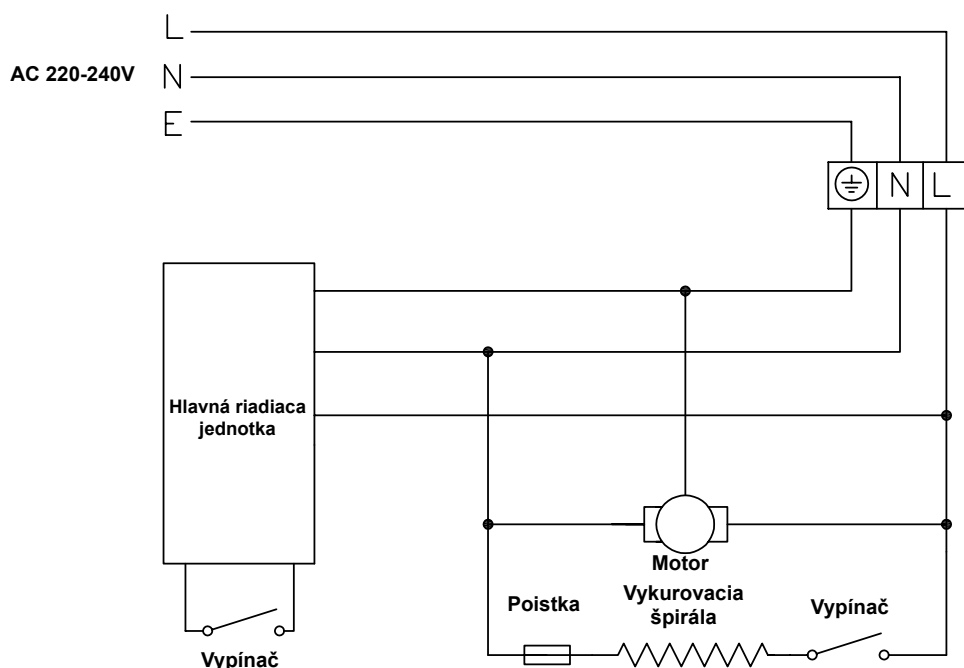 L
AC 220-240V
N
E
N
L
Hlavná riadiaca
jednotka
Motor
Vykurovacia
špirála
Poistka
Vypínač
Vypínač